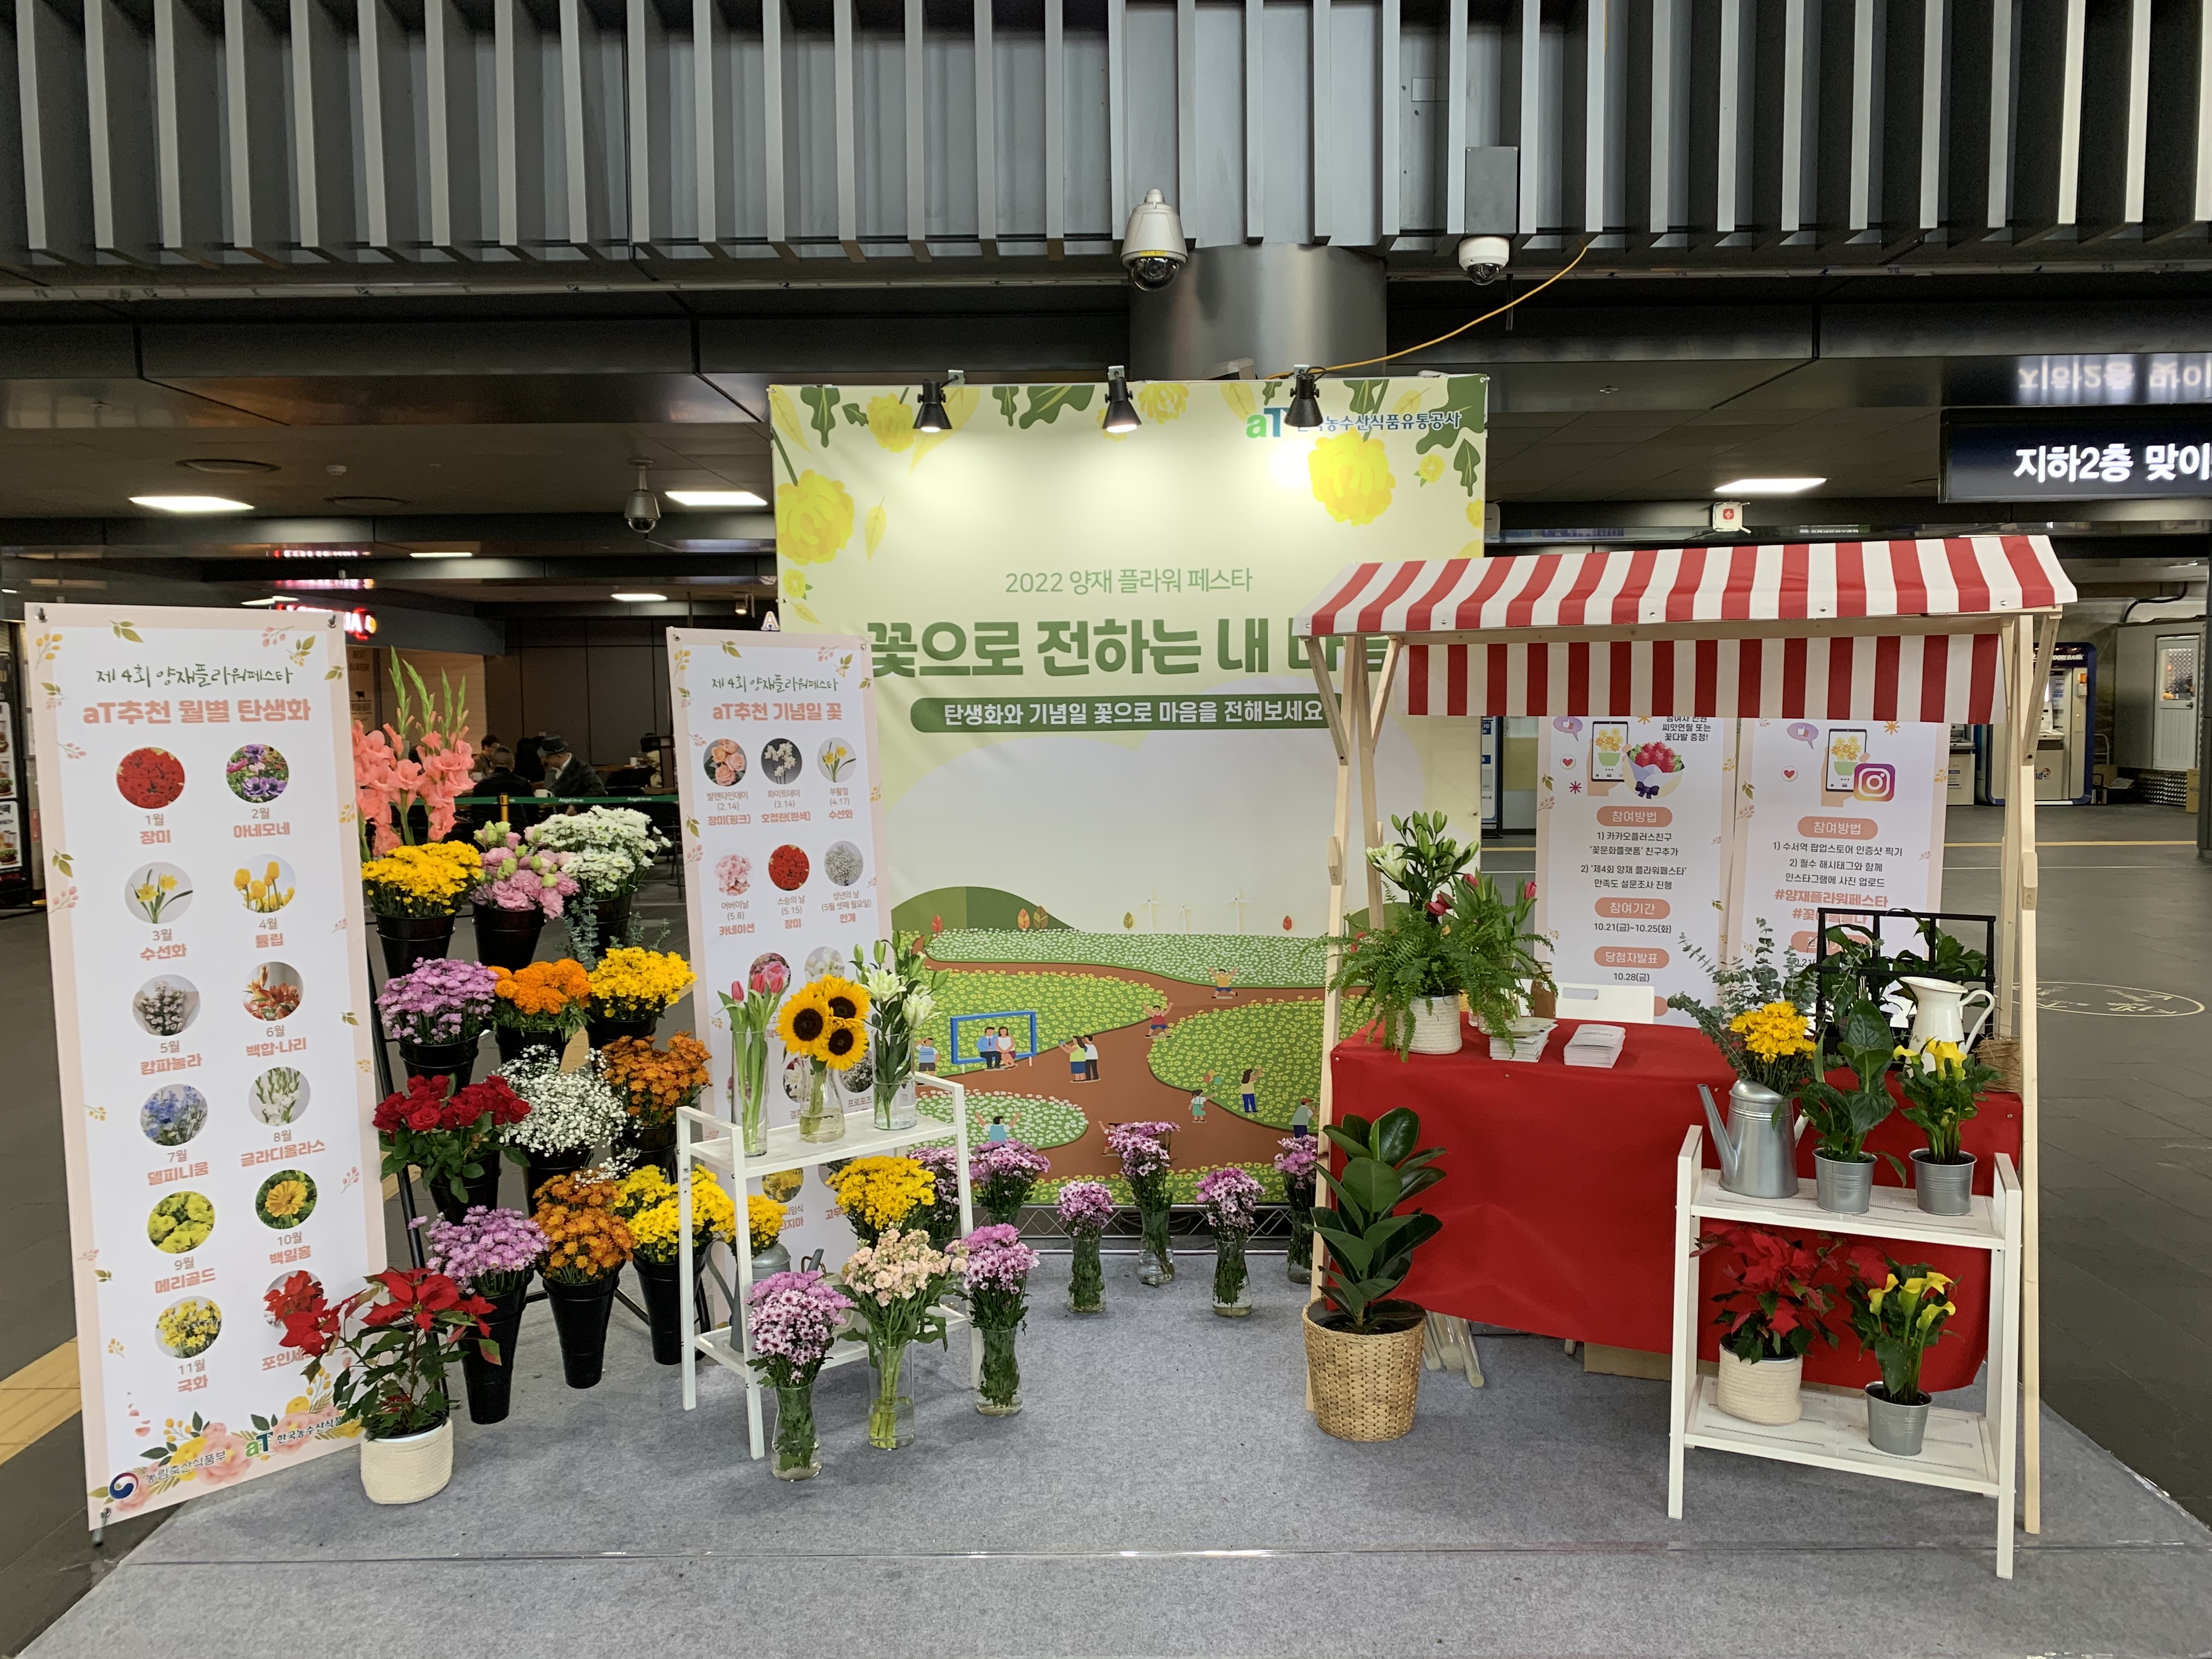 제 4회 양재플라워페스타
aT추천 월별 탄생화
1월
장미
2월
아네모네
3월
수선화
4월
튤립
5월
캄파눌라
6월
백합·나리
7월
델피니움
8월
글라디올라스
9월
메리골드
10월
백일홍
11월
국화
농림축산식품부
aT
제 4회 양재플라워페스타
aT추천 기념일 꽃
발렌타인데이
(2.14)
장미(핑크)
화이트데이
(3.14)
호접란(흰색)
부활절
(4.17)
수선화
어버이날
(5.8)
카네이션
스승의 날
(5.15)
장미
성년의 날
(5월 셋째 월요일)
안개
aT 한국농수산식품유통공사
2022 양재 플라워 페스타
꽃으로 전하는 내
탄생화와 기념일 꽃으로 마음을 전해보세요
씨앗연필 또는
꽃다발 증정!
참여방법
1) 카카오플러스친구
'꽃문화플랫폼' 친구추가
2) '제4회 양재 플라워페스타'
만족도 설문조사 진행
참여기간
10.21(금)~10.25(화)
당첨자발표
10.28(금)
참여방법
1) 수서역 팝업스토어 인증샷 찍기
2) 필수 해시태그와 함께
인스타그램에 사진 업로드
#양재플라워페스타
지하2층 맞이